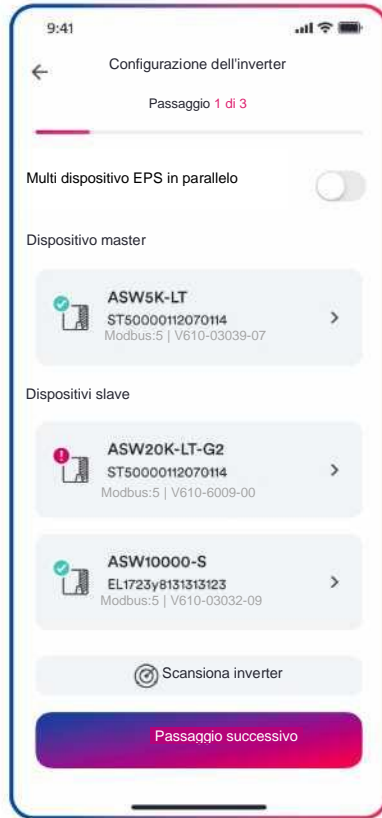 9:41
Configurazione dell'inverter
Passaggio 1 di 3
Multi dispositivo EPS in parallelo
Dispositivo master
ASW5K-LT
ST50000112070114
Modbus:5 | V610-03039-07
Dispositivi slave
ASW20K-LT-G2
ST50000112070114
Modbus:5 | V610-6009-00
ASW10000-S
EL1723y8131313123
Modbus:5 | V610-03032-09
Scansiona inverter
Passaggio successivo